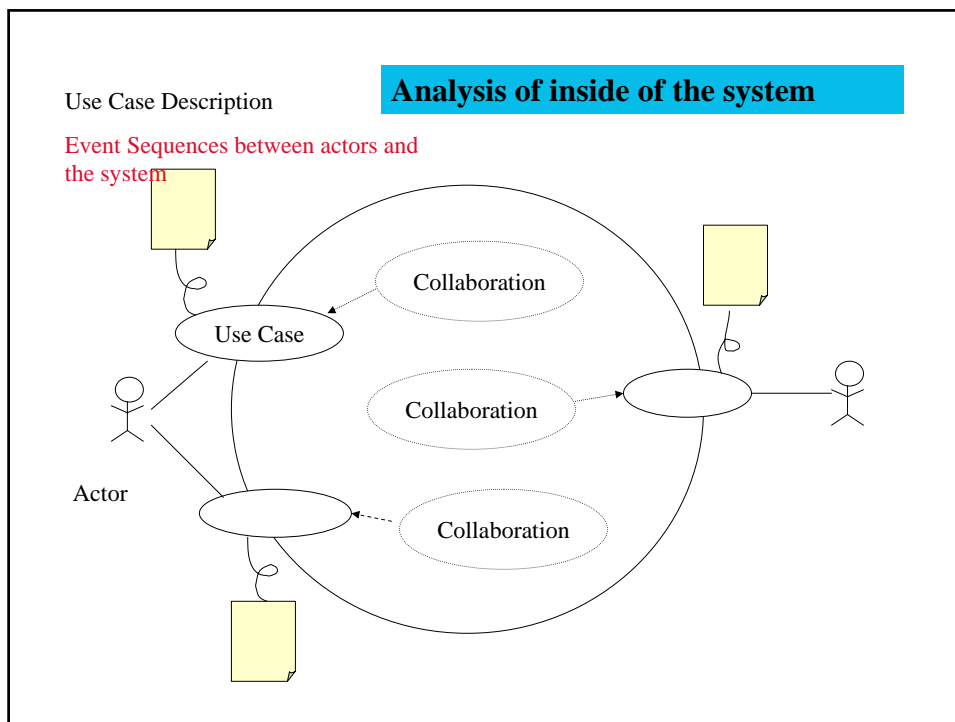 Analysis of inside of the system
Use Case Description
Event Sequences between actors and
the system
Collaboration
Use Case
Collaboration
Actor
Collaboration